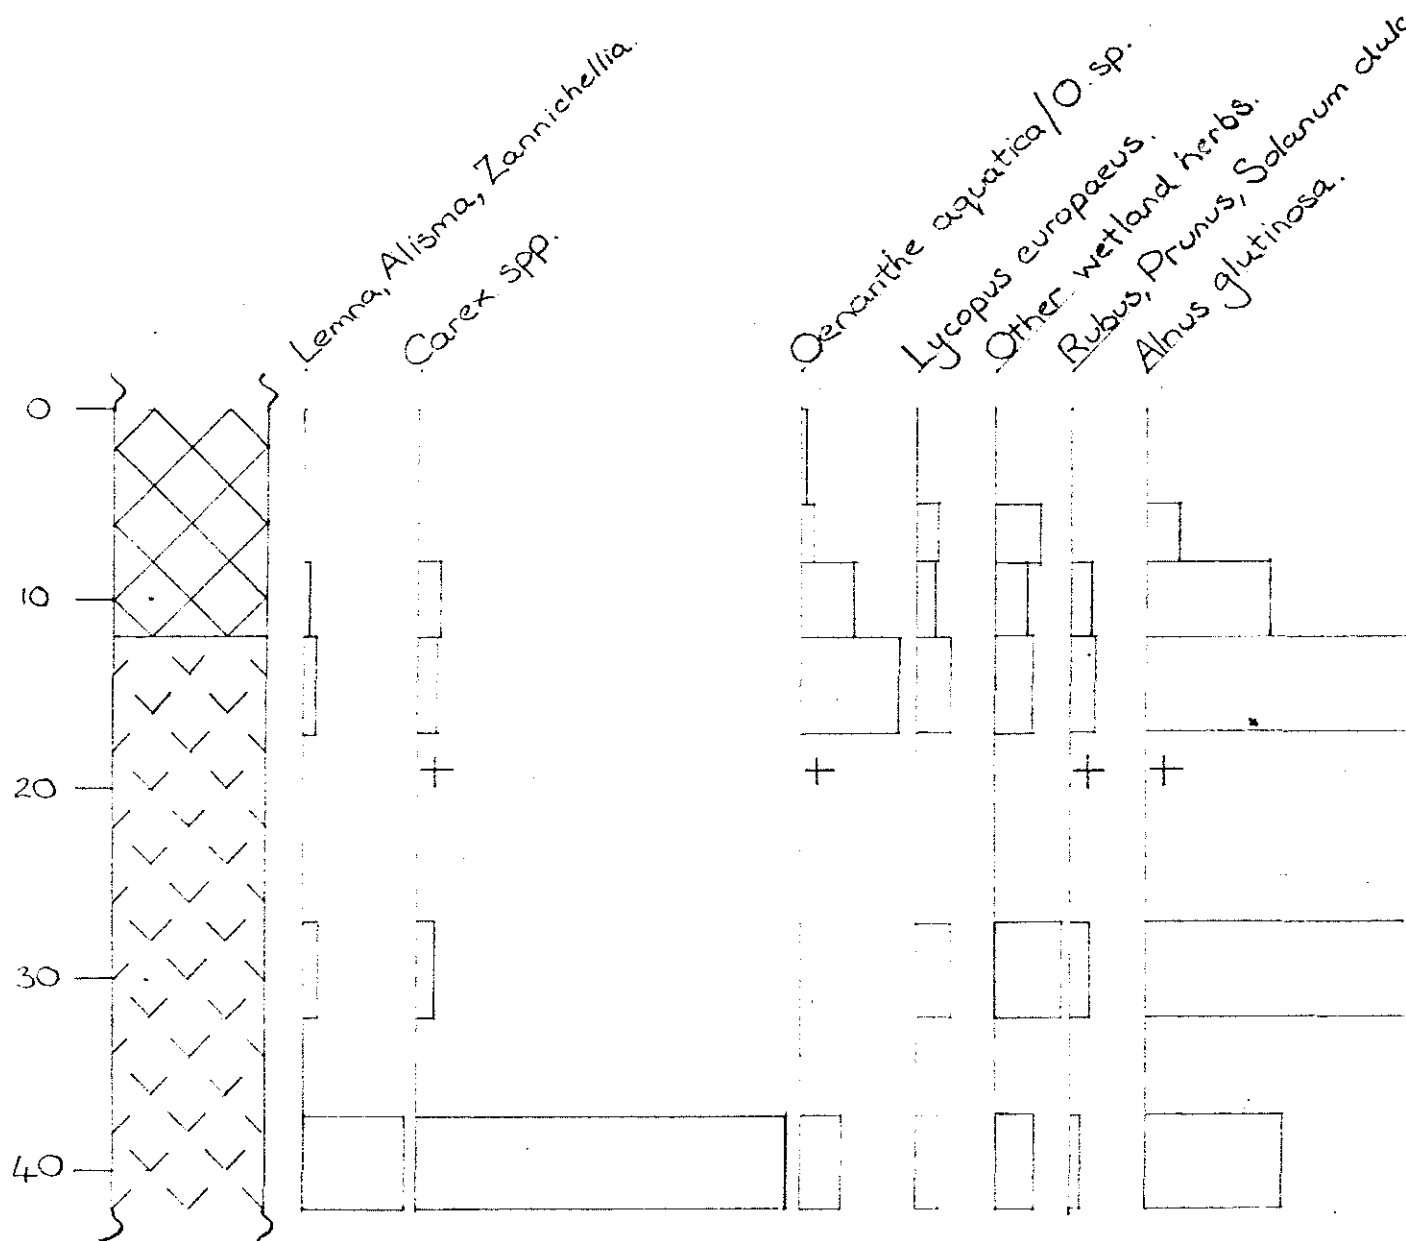 Lemna, Alisma, Zannichellia.
Carex spp.
Oenanthe aquatica/O.sp.
Lycopus europaeus.
Other wetland herbs.
Rubus, Prunus, Solanum dulc
Alnus glutinosa.
0
10
20
30
40